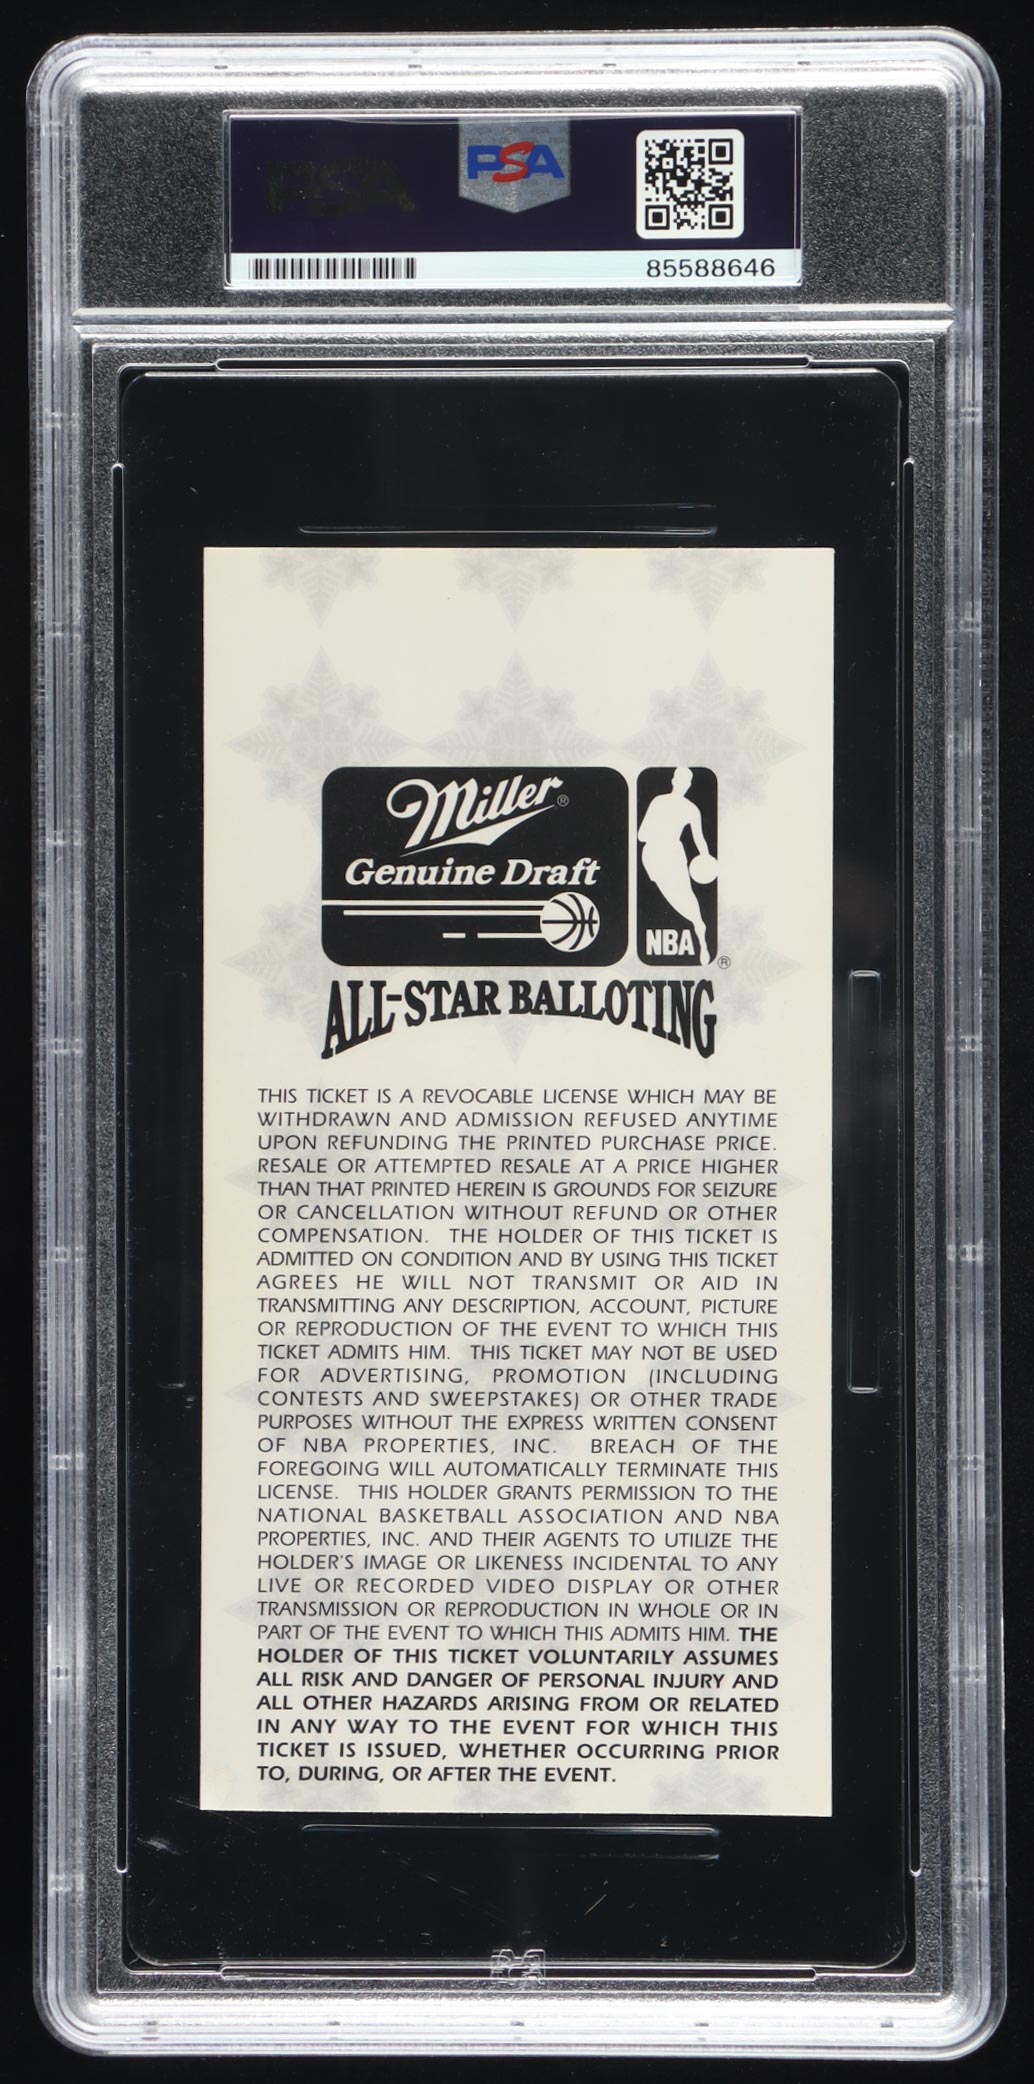 PSA
PSA
85588646
Miller®
Genuine Draft
NBA ®
ALL-STAR BALLOTING
THIS TICKET IS A REVOCABLE LICENSE WHICH MAY BE
WITHDRAWN AND ADMISSION REFUSED ANYTIME
UPON REFUNDING THE PRINTED PURCHASE PRICE.
RESALE OR ATTEMPTED RESALE AT A PRICE HIGHER
THAN THAT PRINTED HEREIN IS GROUNDS FOR SEIZURE
OR CANCELLATION WITHOUT REFUND OR OTHER
COMPENSATION. THE HOLDER OF THIS TICKET IS
ADMITTED ON CONDITION AND BY USING THIS TICKET
AGREES HE WILL NOT TRANSMIT OR AID IN
TRANSMITTING ANY DESCRIPTION, ACCOUNT, PICTURE
OR REPRODUCTION OF THE EVENT TO WHICH THIS
TICKET ADMITS HIM. THIS TICKET MAY NOT BE USED
FOR ADVERTISING, PROMOTION (INCLUDING
CONTESTS AND SWEEPSTAKES) OR OTHER TRADE
PURPOSES WITHOUT THE EXPRESS WRITTEN CONSENT
OF NBA PROPERTIES, INC. BREACH OF THE
FOREGOING WILL AUTOMATICALLY TERMINATE THIS
LICENSE. THIS HOLDER GRANTS PERMISSION TO THE
NATIONAL BASKETBALL ASSOCIATION AND NBA
PROPERTIES, INC. AND THEIR AGENTS TO UTILIZE THE
HOLDER'S IMAGE OR LIKENESS INCIDENTAL TO ANY
LIVE OR RECORDED VIDEO DISPLAY OR OTHER
TRANSMISSION OR REPRODUCTION IN WHOLE OR IN
PART OF THE EVENT TO WHICH THIS ADMITS HIM. THE
HOLDER OF THIS TICKET VOLUNTARILY ASSUMES
ALL RISK AND DANGER OF PERSONAL INJURY AND
ALL OTHER HAZARDS ARISING FROM OR RELATED
IN ANY WAY TO THE EVENT FOR WHICH THIS
TICKET IS ISSUED, WHETHER OCCURRING PRIOR
TO, DURING, OR AFTER THE EVENT.